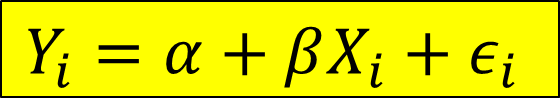 Yᵢ = α + βXᵢ + ϵᵢ